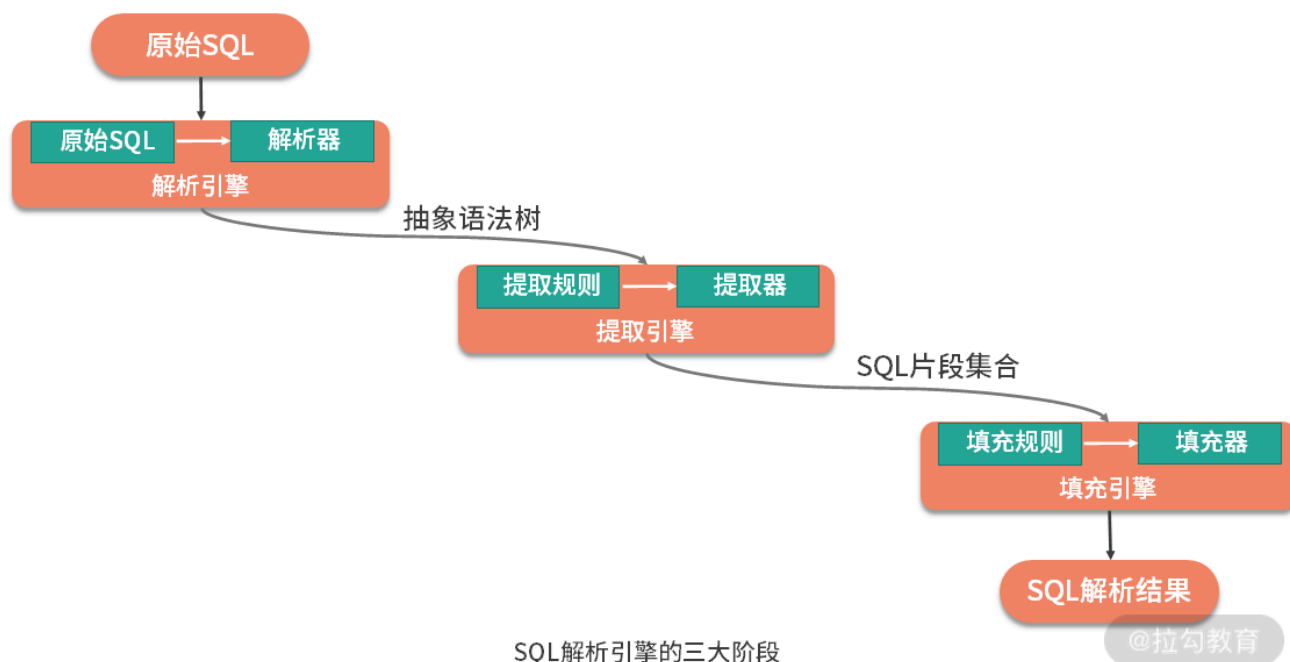 原始SQL
原始SQL
解析器
解析引擎
抽象语法树
提取规则
提取器
提取引擎
SQL片段集合
填充规则
填充器
填充引擎
SQL解析结果
@拉勾教育
SQL解析引擎的三大阶段